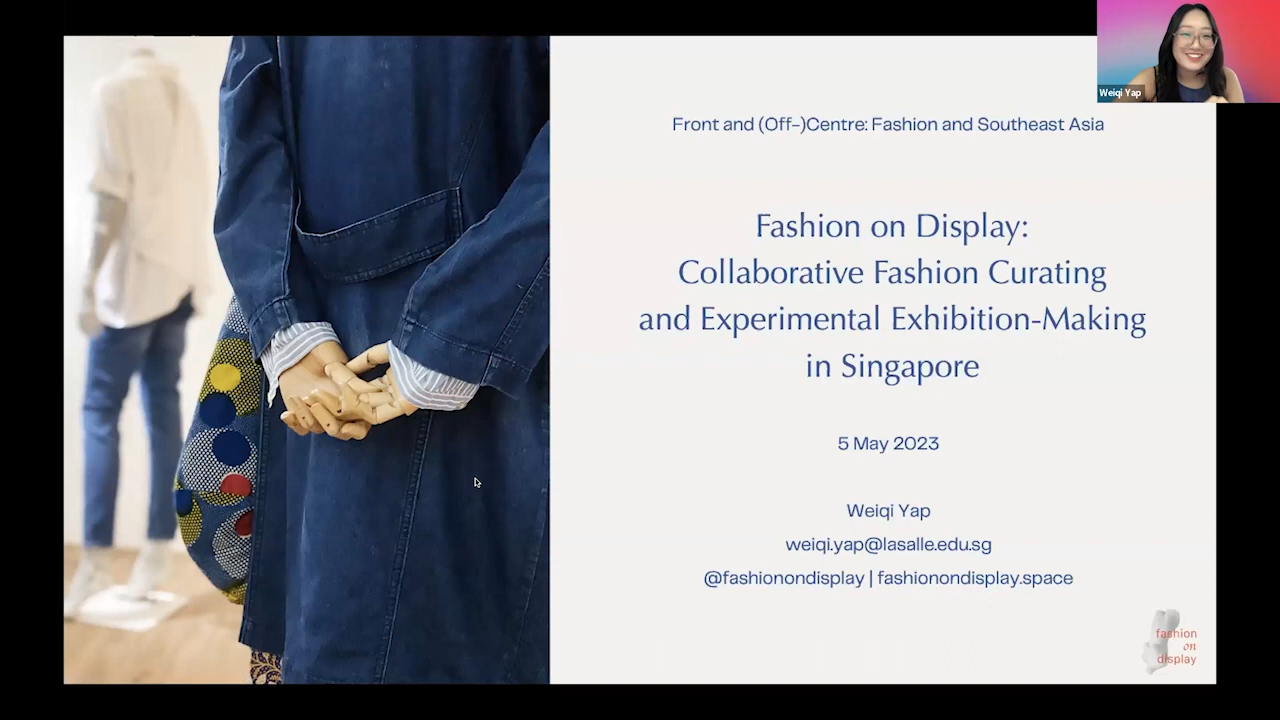 Weiqi Yap
Front and (Off-)Centre: Fashion and Southeast Asia
Fashion on Display:
Collaborative Fashion Curating
and Experimental Exhibition-Making
in Singapore
5 May 2023
Weiqi Yap
weiqi.yap@lasalle.edu.sg
@fashionondisplay | fashionondisplay.space
fashion
on
display